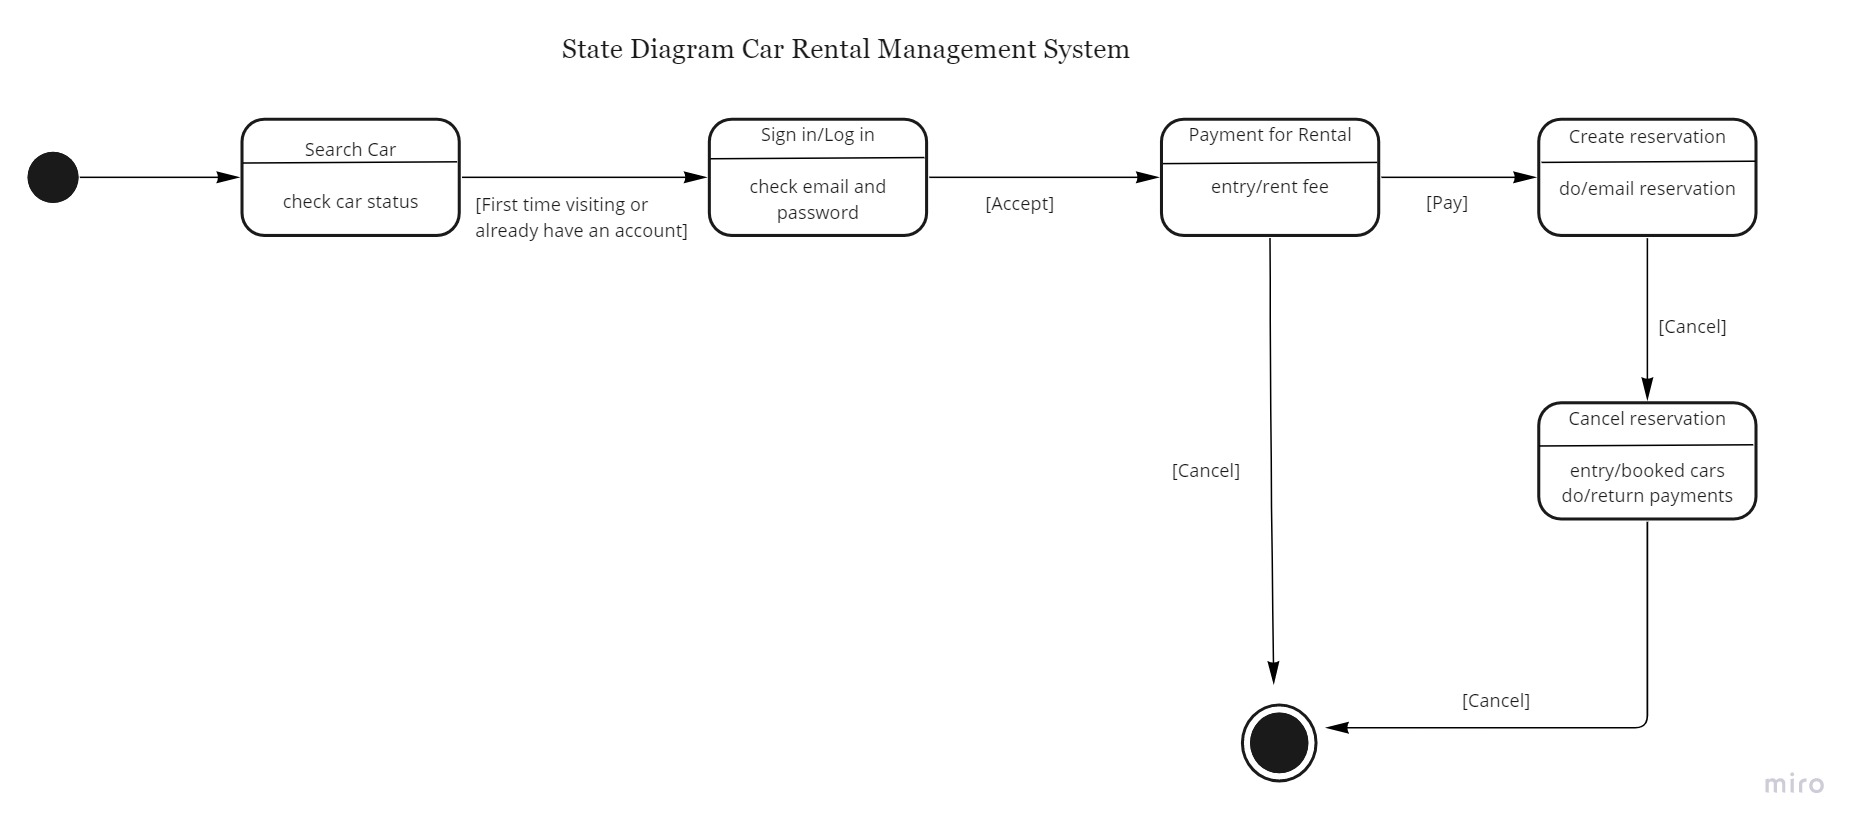 State Diagram Car Rental Management System
Search Car
check car status
[First time visiting or
already have an account]
Sign in/Log in
check email and
password
[Accept]
Payment for Rental
entry/rent fee
[Pay]
Create reservation
do/email reservation
[Cancel]
Cancel reservation
entry/booked cars
do/return payments
[Cancel]
[Cancel]
miro